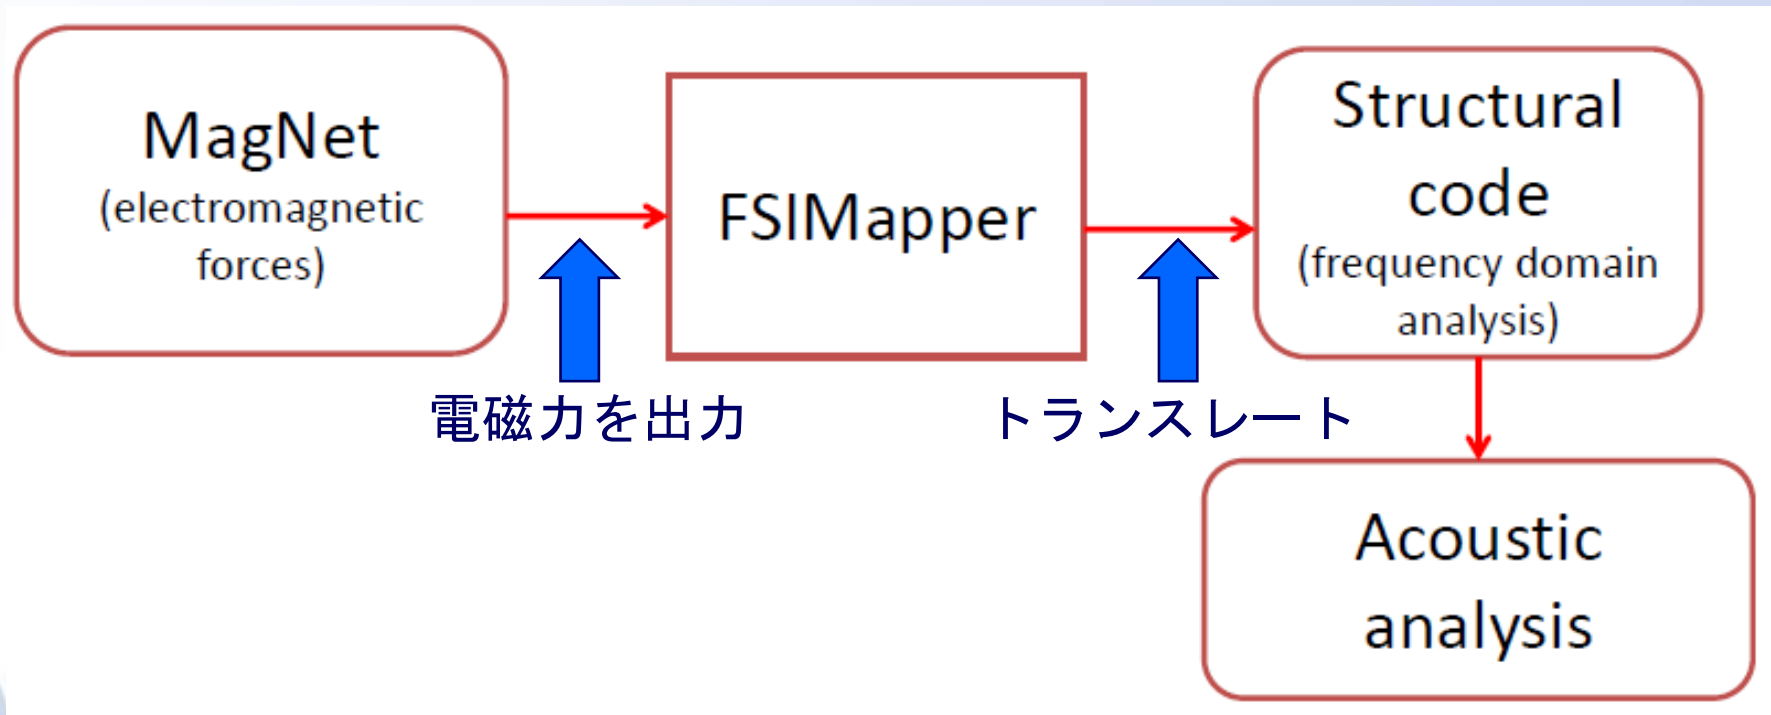 MagNet
(electromagnetic
forces)
FSIMapper
Structural
code
(frequency domain
analysis)
電磁力を出力
トランスレート
Acoustic
analysis